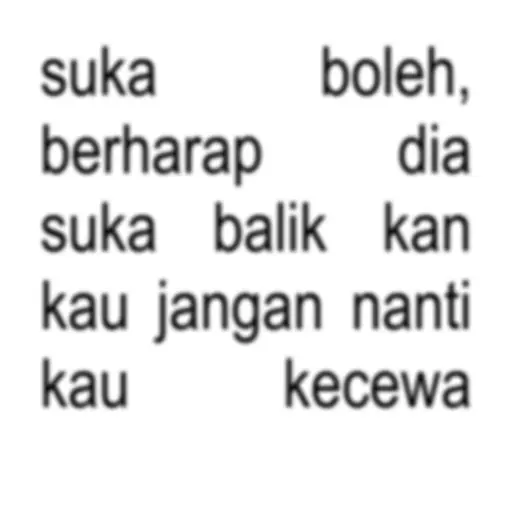 suka boleh,
berharap dia
suka balik kan
kau jangan nanti
kau kecewa